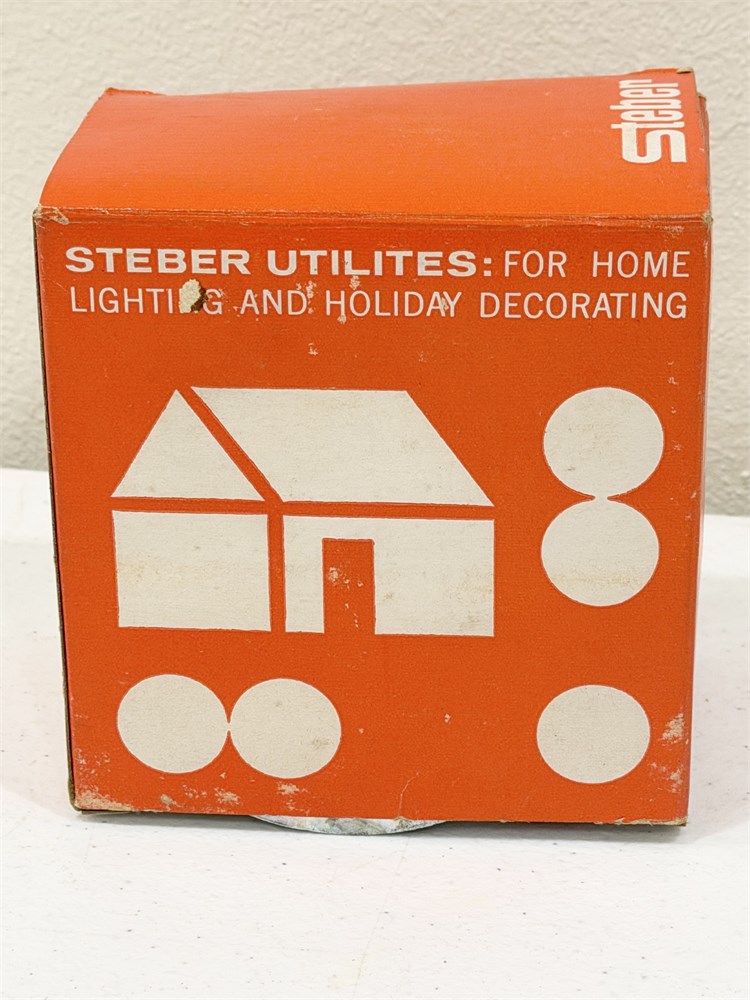 Steber
STEBER UTILITES: FOR HOME
LIGHTING AND HOLIDAY DECORATING